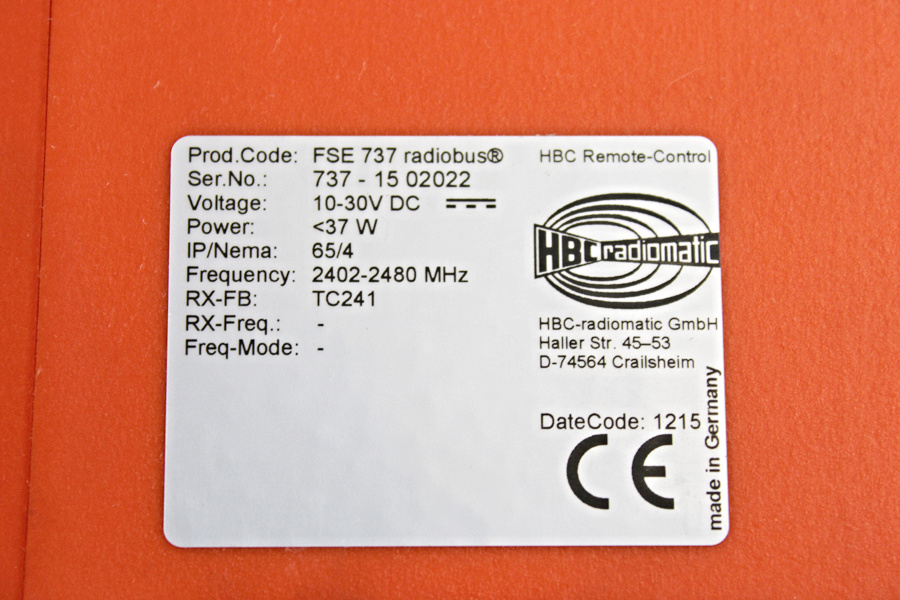 Prod.Code: FSE 737 radiobus®
Ser.No.: 737 - 15 02022
Voltage: 10-30V DC
Power: <37 W
IP/Nema: 65/4
Frequency: 2402-2480 MHz
RX-FB: TC241
RX-Freq.: -
Freq-Mode: -
HBC Remote-Control
HBC radiomatic
HBC-radiomatic GmbH
Haller Str. 45–53
D-74564 Crailsheim
DateCode: 1215
CE
made in Germany